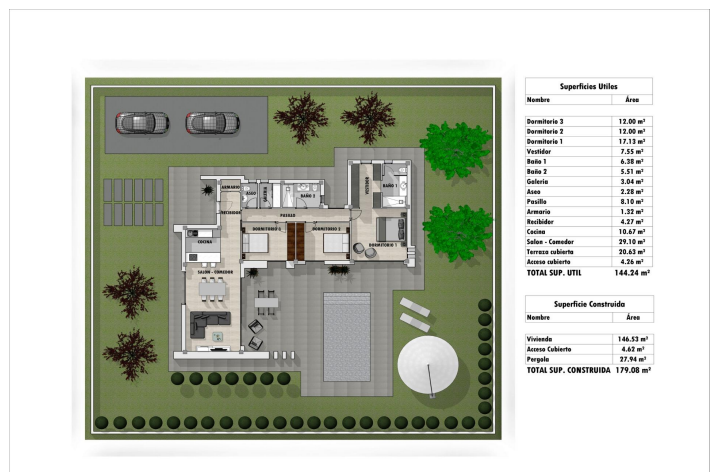 ARMARIO
ASEO
GALERIA
BAÑO 2
VESTIDOR
BAÑO 1
RECIBIDOR
PASILLO
COCINA
DORMITORIO 3
DORMITORIO 2
DORMITORIO 1
SALON - COMEDOR
Superficies Utiles
Nombre Área
Dormitorio 3 12.00 m²
Dormitorio 2 12.00 m²
Dormitorio 1 17.13 m²
Vestidor 7.55 m²
Baño 1 6.38 m²
Baño 2 5.51 m²
Galeria 3.04 m²
Aseo 2.28 m²
Pasillo 8.10 m²
Armario 1.32 m²
Recibidor 4.27 m²
Cocina 10.67 m²
Salon - Comedor 29.10 m²
Terraza cubierta 20.63 m²
Acceso cubierto 4.26 m²
TOTAL SUP. UTIL 144.24 m²
Superficie Construida
Nombre Área
Vivienda 146.53 m²
Acceso Cubierto 4.62 m²
Pergola 27.94 m²
TOTAL SUP. CONSTRUIDA 179.08 m²